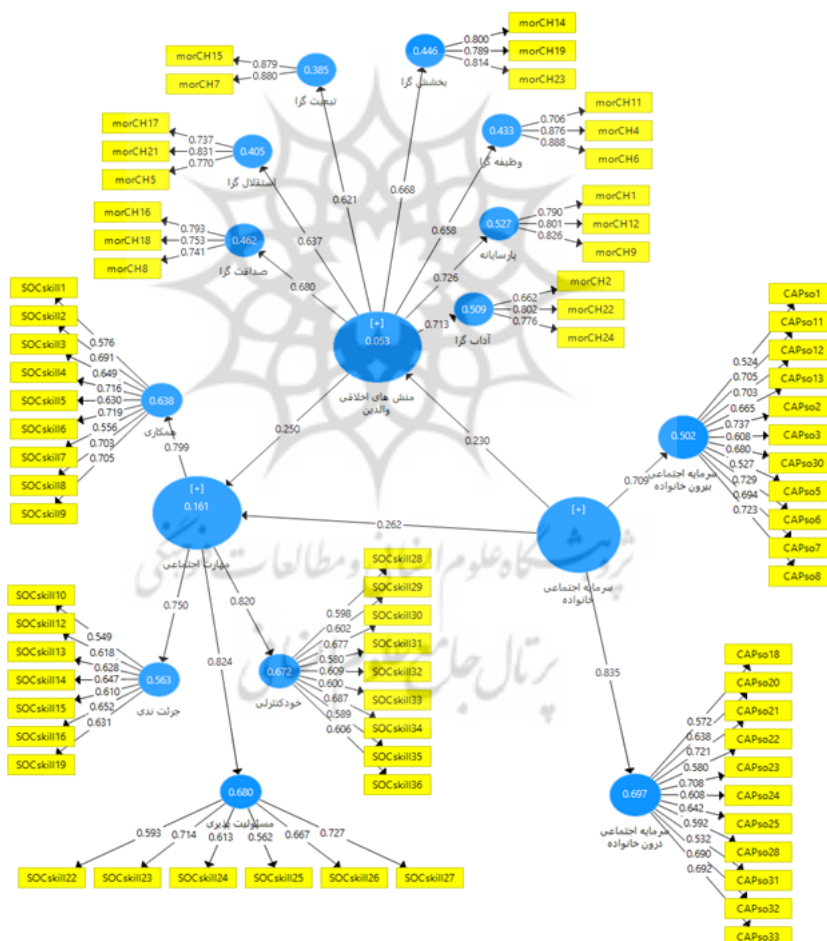 morCH14
0.800
morCH19
0.789
morCH23
0.814
0.446
بخشش گرا
morCH15
0.879
morCH7
0.880
0.385
تبعیت گرا
morCH11
0.706
morCH4
0.876
morCH6
0.888
0.433
وظیفه گرا
morCH17
0.737
morCH21
0.831
morCH5
0.770
0.405
استقلال گرا
morCH1
0.790
morCH12
0.801
morCH9
0.826
0.527
پارسایانه
morCH16
0.793
morCH18
0.753
morCH8
0.741
0.462
صداقت گرا
morCH2
0.662
morCH22
0.802
morCH24
0.776
0.509
آداب گرا
0.621
0.668
0.637
0.658
0.680
0.726
0.713
[+]
0.053
منش های اخلاقی
والدین
SOCskill1
SOCskill2
SOCskill3
SOCskill4
SOCskill5
SOCskill6
SOCskill7
SOCskill8
SOCskill9
0.576
0.691
0.649
0.716
0.630
0.719
0.556
0.703
0.705
0.638
همکاری
0.799
0.250
0.230
0.262
[+]
0.161
مهارت اجتماعی
[+]
سرمایه اجتماعی
خانواده
CAPso1
CAPso11
CAPso12
CAPso13
CAPso2
CAPso3
CAPso30
CAPso5
CAPso6
CAPso7
CAPso8
0.524
0.705
0.703
0.665
0.737
0.608
0.680
0.527
0.729
0.694
0.723
0.502
سرمایه اجتماعی
بیرون خانواده
0.709
0.835
0.750
0.824
0.820
SOCskill10
SOCskill12
SOCskill13
SOCskill14
SOCskill15
SOCskill16
SOCskill19
0.549
0.618
0.628
0.647
0.610
0.652
0.631
0.563
جرئت ندی
SOCskill28
SOCskill29
SOCskill30
SOCskill31
SOCskill32
SOCskill33
SOCskill34
SOCskill35
SOCskill36
0.598
0.602
0.677
0.580
0.609
0.600
0.687
0.589
0.606
0.672
خودکنترلی
پژوهشگاه علوم انسانی و مطالعات فرهنگی
پرتال جامع علوم انسانی
0.680
مسئولیت پذیری
0.593
0.714
0.613
0.562
0.667
0.727
SOCskill22
SOCskill23
SOCskill24
SOCskill25
SOCskill26
SOCskill27
CAPso18
CAPso20
CAPso21
CAPso22
CAPso23
CAPso24
CAPso25
CAPso28
CAPso31
CAPso32
CAPso33
0.572
0.638
0.721
0.580
0.708
0.608
0.642
0.592
0.532
0.690
0.692
0.697
سرمایه اجتماعی
درون خانواده